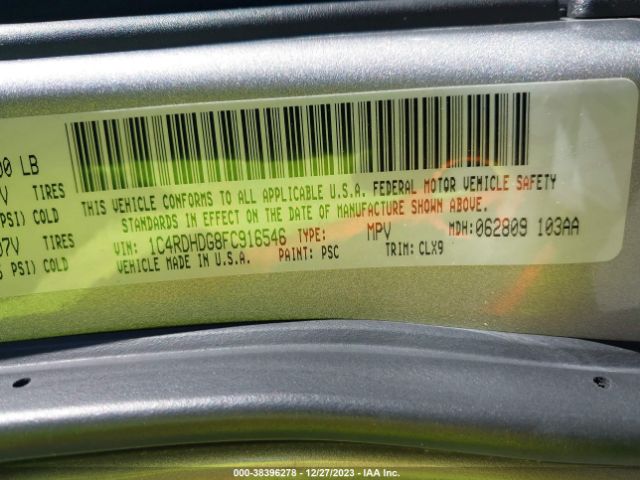 00 LB
V TIRES
PSI) COLD
07V TIRES
PSI) COLD
THIS VEHICLE CONFORMS TO ALL APPLICABLE U.S.A. FEDERAL MOTOR VEHICLE SAFETY
STANDARDS IN EFFECT ON THE DATE OF MANUFACTURE SHOWN ABOVE.
VIN: 1C4RDHDG8FC916546 TYPE: MPV MDH: 062809 103AA
VEHICLE MADE IN U.S.A. PAINT: PSC TRIM: CLX9
000-38396278 - 12/27/2023 - IAA Inc.